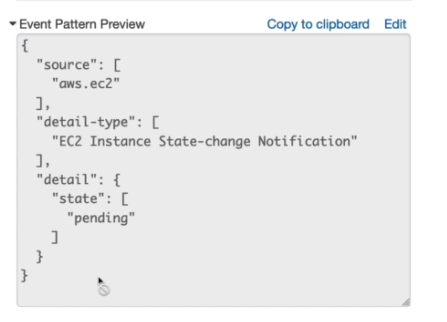 Event Pattern Preview Copy to clipboard Edit
{
  "source": [
    "aws.ec2"
  ],
  "detail-type": [
    "EC2 Instance State-change Notification"
  ],
  "detail": {
    "state": [
      "pending"
    ]
  }
}